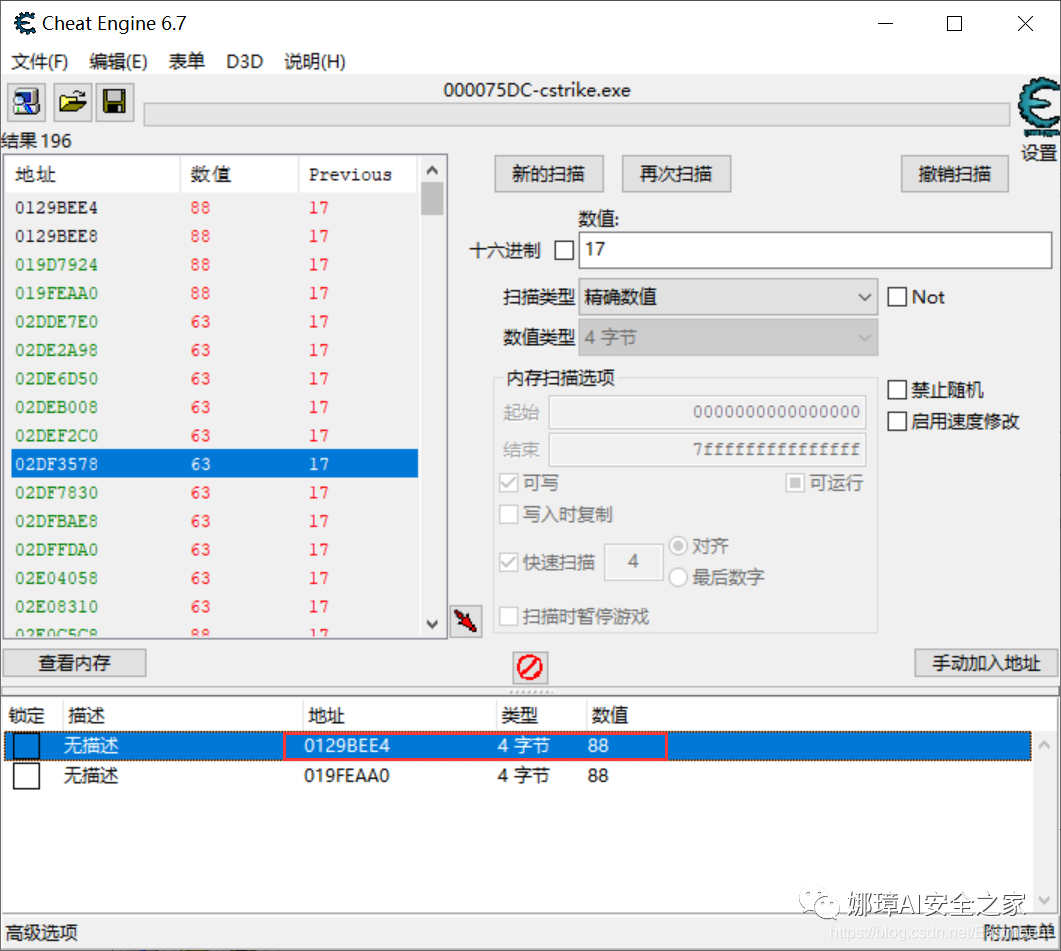 Cheat Engine 6.7
文件(F) 编辑(E) 表单 D3D 说明(H)
000075DC-cstrike.exe
设置
结果 196
地址 数值 Previous
0129BEE4 88 17
0129BEE8 88 17
019D7924 88 17
019FEAA0 88 17
02DDE7E0 63 17
02DE2A98 63 17
02DE6D50 63 17
02DEB008 63 17
02DEF2C0 63 17
02DF3578 63 17
02DF7830 63 17
02DFBAE8 63 17
02DFFDA0 63 17
02E04058 63 17
02E08310 63 17
02E0C5C8 88 17
新的扫描 再次扫描 撤销扫描
数值:
十六进制 17
扫描类型 精确数值 Not
数值类型 4 字节
内存扫描选项
起始 0000000000000000
结束 7fffffffffffffff
可写 可运行
写入时复制
快速扫描 4 对齐
最后数字
扫描时暂停游戏
禁止随机
启用速度修改
查看内存 手动加入地址
锁定 描述 地址 类型 数值
无描述 0129BEE4 4 字节 88
无描述 019FEAA0 4 字节 88
娜璋AI安全之家
高级选项 附加表单